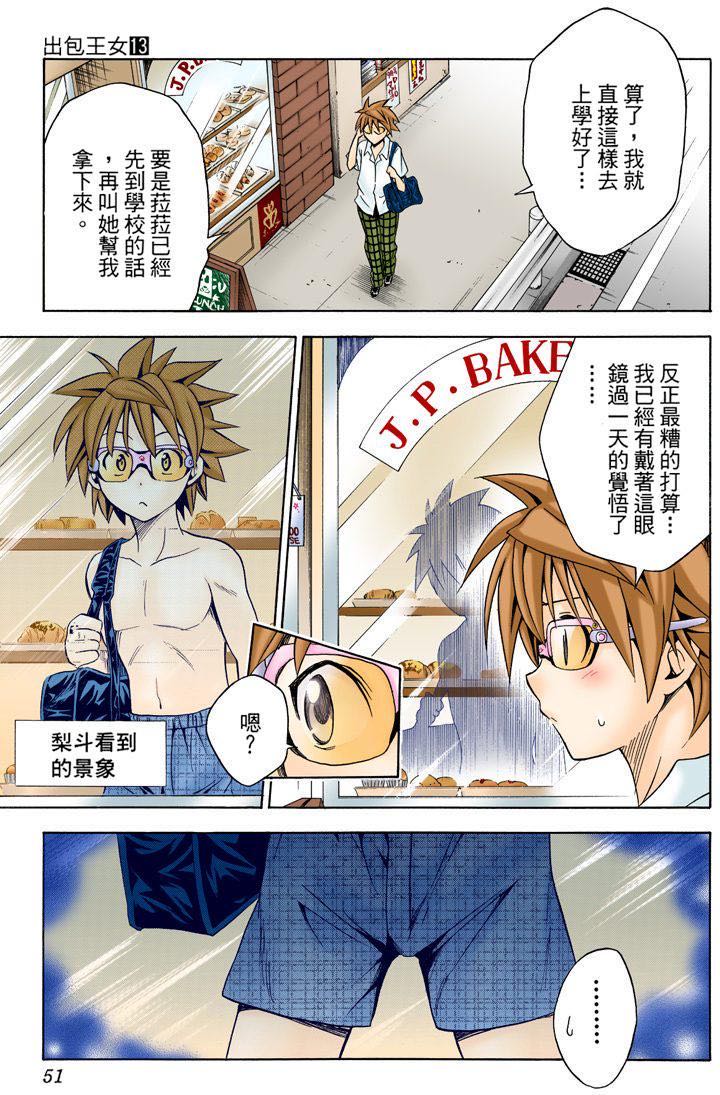 出包王女13
算了，我就
直接這樣去
上學好了…
要是菈菈已經
先到學校的話
，再叫她幫我
拿下來。
J.P. BA
反正最糟的打算…
我已經有戴著這眼
鏡過一天的覺悟了
……
J.P. BAKE
嗯？
梨斗看到
的景象
……
51